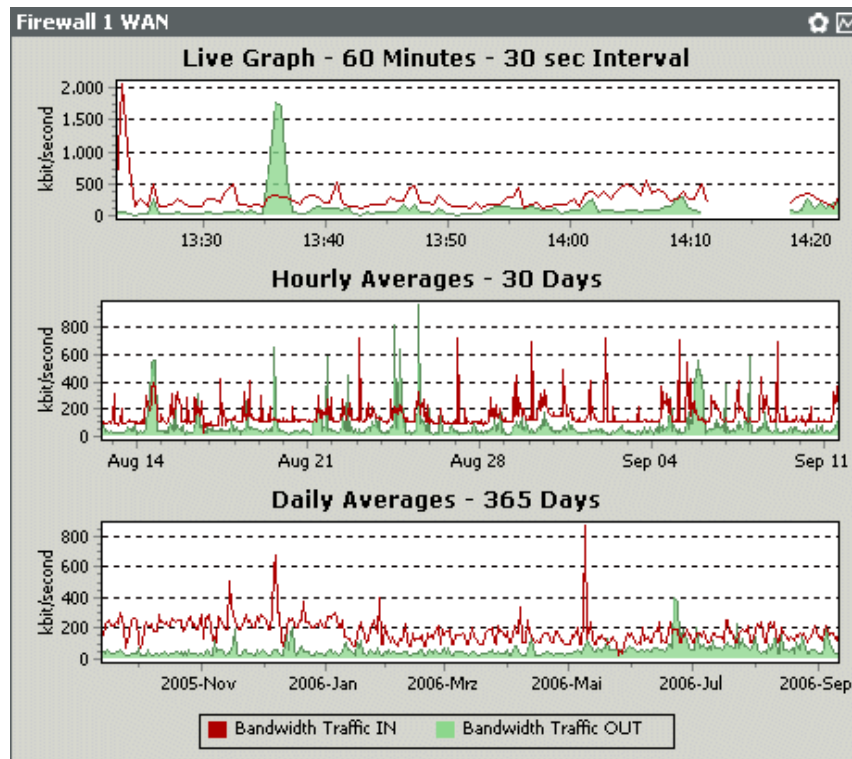 Firewall 1 WAN
Live Graph - 60 Minutes - 30 sec Interval
kbit/second
2.000
1.500
1.000
500
0
13:30 13:40 13:50 14:00 14:10 14:20
Hourly Averages - 30 Days
kbit/second
800
600
400
200
0
Aug 14 Aug 21 Aug 28 Sep 04 Sep 11
Daily Averages - 365 Days
kbit/second
800
600
400
200
0
2005-Nov 2006-Jan 2006-Mrz 2006-Mai 2006-Jul 2006-Sep
Bandwidth Traffic IN Bandwidth Traffic OUT